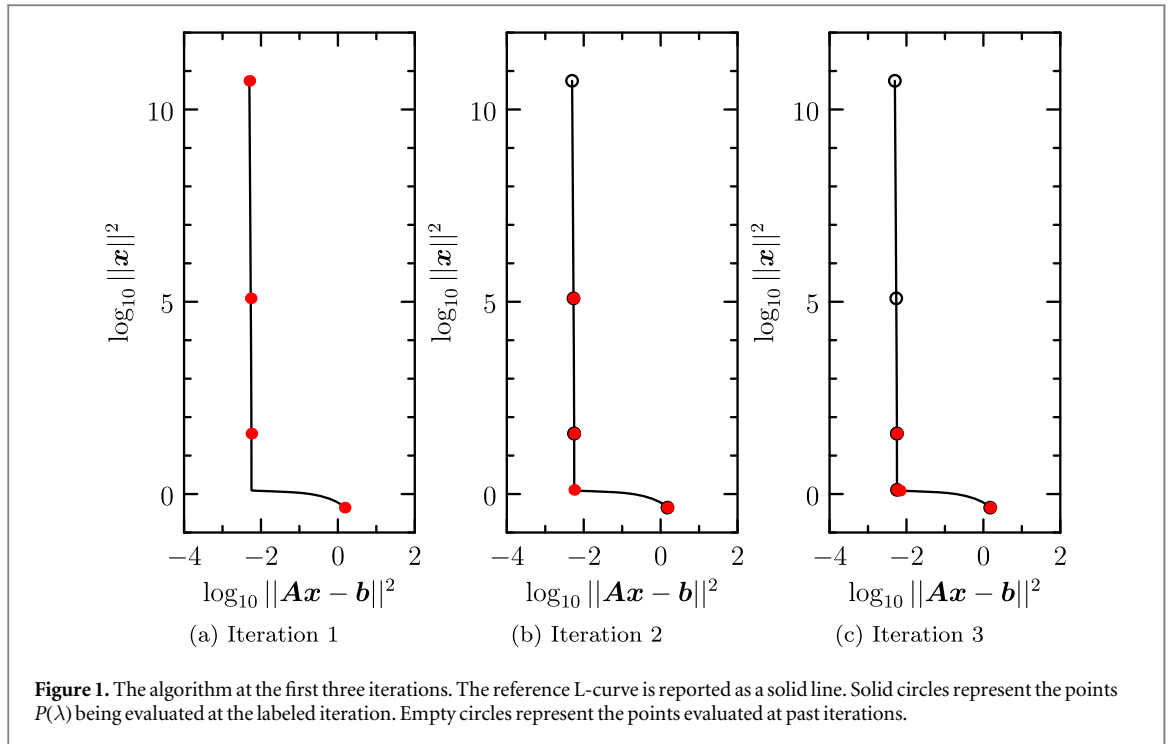 10
5
0
−4
−2
0
2
log₁₀ ||x||²
log₁₀ ||Ax − b||²
(a) Iteration 1
10
5
0
−4
−2
0
2
log₁₀ ||x||²
log₁₀ ||Ax − b||²
(b) Iteration 2
10
5
0
−4
−2
0
2
log₁₀ ||x||²
log₁₀ ||Ax − b||²
(c) Iteration 3
Figure 1. The algorithm at the first three iterations. The reference L-curve is reported as a solid line. Solid circles represent the points
P(λ) being evaluated at the labeled iteration. Empty circles represent the points evaluated at past iterations.